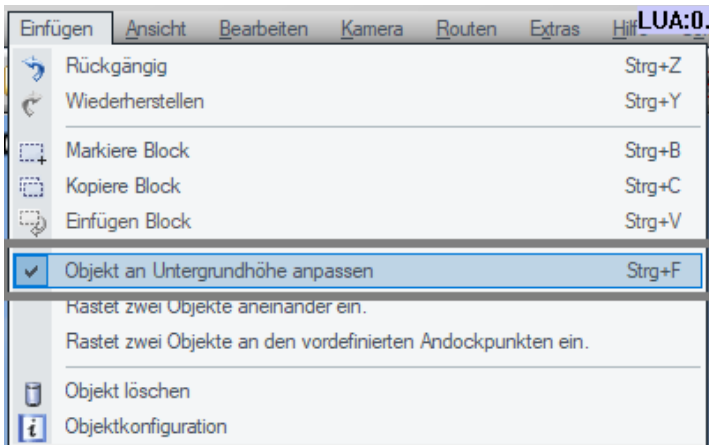 Einfügen Ansicht Bearbeiten Kamera Routen Extras LUA:0.
Rückgängig Strg+Z
Wiederherstellen Strg+Y
Markiere Block Strg+B
Kopiere Block Strg+C
Einfügen Block Strg+V
Objekt an Untergrundhöhe anpassen Strg+F
Rastet zwei Objekte aneinander ein.
Rastet zwei Objekte an den vordefinierten Andockpunkten ein.
Objekt löschen
i Objektkonfiguration